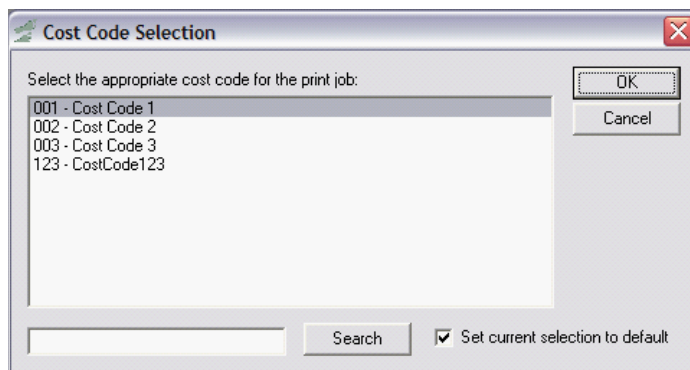 Cost Code Selection
Select the appropriate cost code for the print job:
001 - Cost Code 1
002 - Cost Code 2
003 - Cost Code 3
123 - CostCode123
OK
Cancel
Search
Set current selection to default